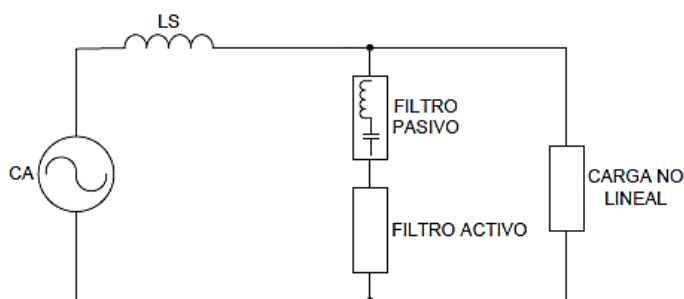 LS
CA
FILTRO
PASIVO
FILTRO ACTIVO
CARGA NO
LINEAL